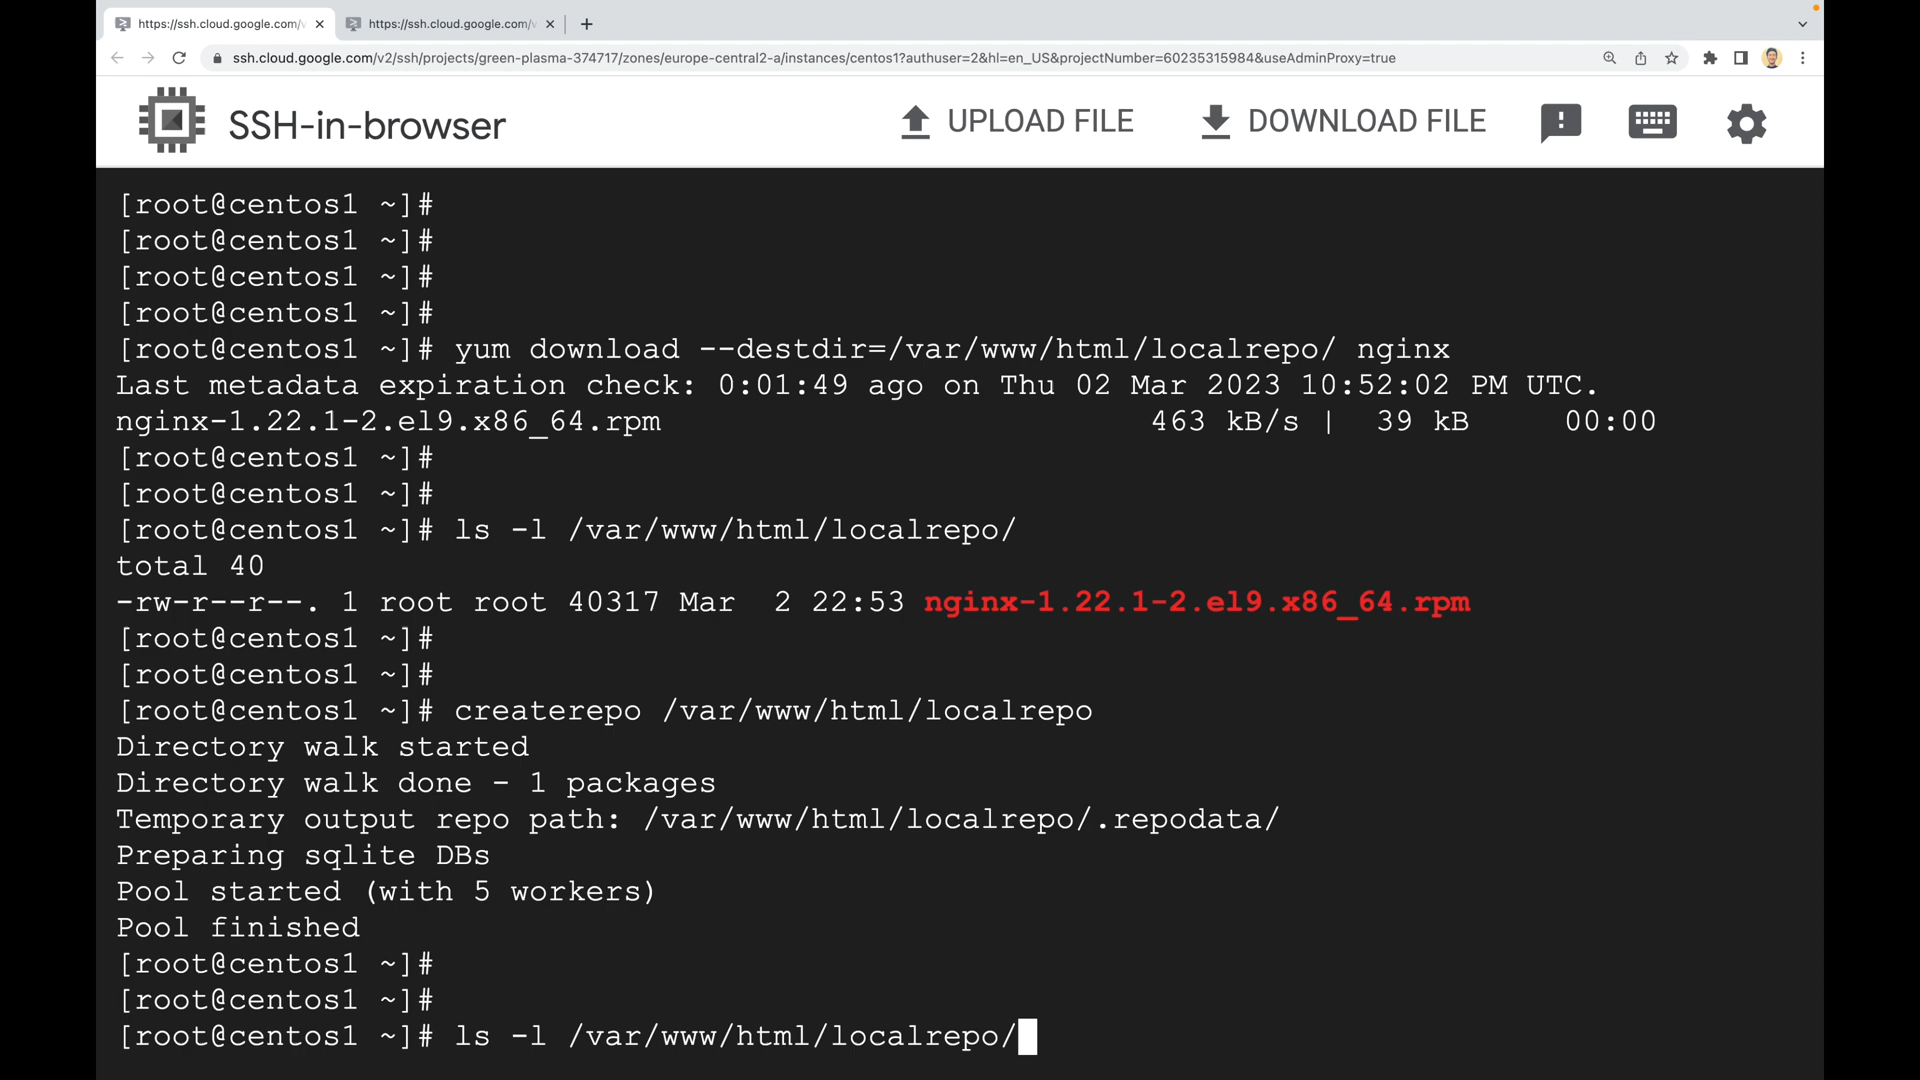 https://ssh.cloud.google.com/v
https://ssh.cloud.google.com/v
ssh.cloud.google.com/v2/ssh/projects/green-plasma-374717/zones/europe-central2-a/instances/centos1?authuser=2&hl=en_US&projectNumber=60235315984&useAdminProxy=true
SSH-in-browser
UPLOAD FILE
DOWNLOAD FILE
[root@centos1 ~]#
[root@centos1 ~]#
[root@centos1 ~]#
[root@centos1 ~]#
[root@centos1 ~]# yum download --destdir=/var/www/html/localrepo/ nginx
Last metadata expiration check: 0:01:49 ago on Thu 02 Mar 2023 10:52:02 PM UTC.
nginx-1.22.1-2.el9.x86_64.rpm 463 kB/s | 39 kB 00:00
[root@centos1 ~]#
[root@centos1 ~]#
[root@centos1 ~]# ls -l /var/www/html/localrepo/
total 40
-rw-r--r--. 1 root root 40317 Mar  2 22:53 nginx-1.22.1-2.el9.x86_64.rpm
[root@centos1 ~]#
[root@centos1 ~]#
[root@centos1 ~]# createrepo /var/www/html/localrepo
Directory walk started
Directory walk done - 1 packages
Temporary output repo path: /var/www/html/localrepo/.repodata/
Preparing sqlite DBs
Pool started (with 5 workers)
Pool finished
[root@centos1 ~]#
[root@centos1 ~]#
[root@centos1 ~]# ls -l /var/www/html/localrepo/